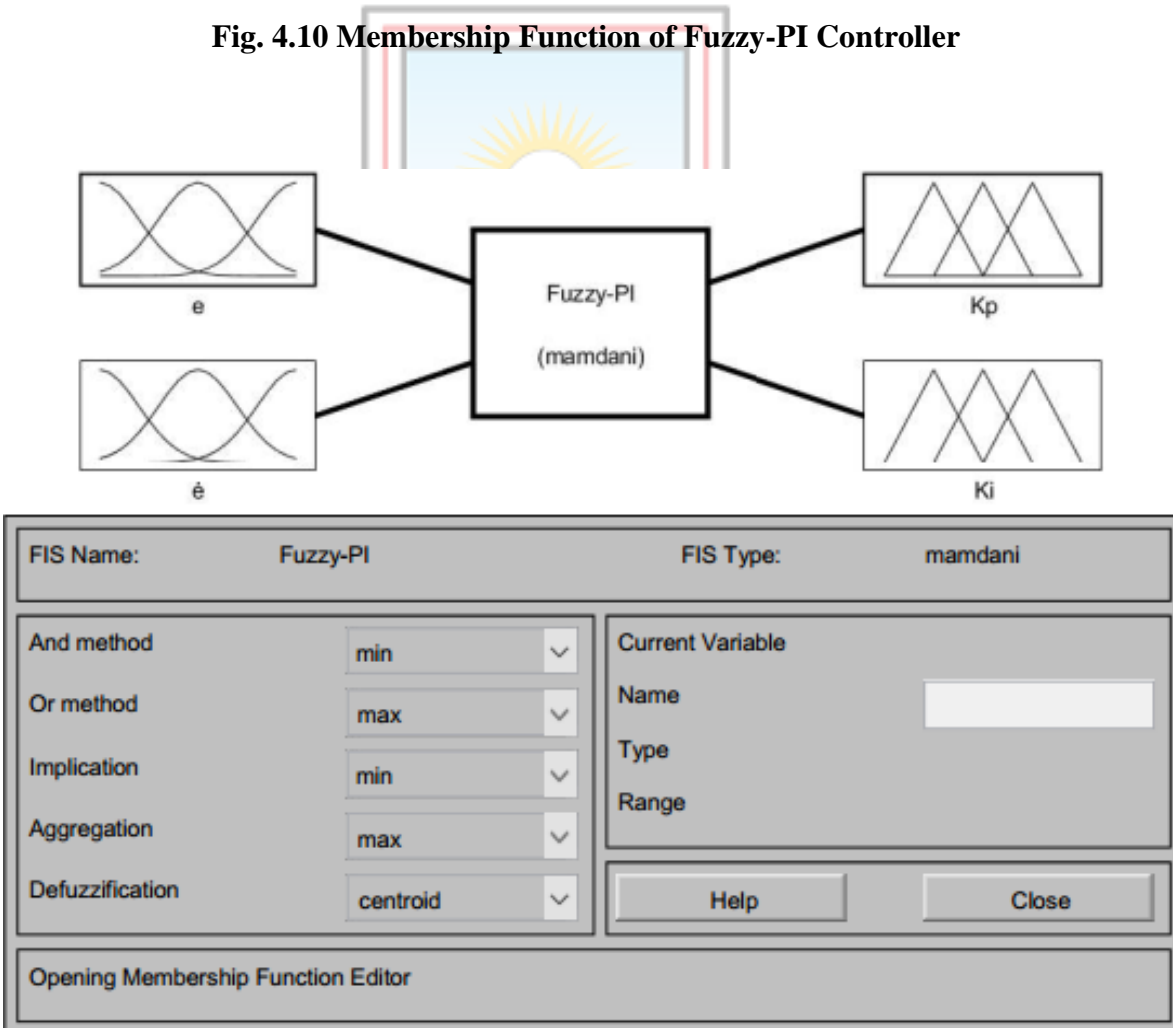 Fig. 4.10 Membership Function of Fuzzy-PI Controller
e
ė
Fuzzy-PI
(mamdani)
Kp
Ki
FIS Name: Fuzzy-PI FIS Type: mamdani
And method min
Or method max
Implication min
Aggregation max
Defuzzification centroid
Current Variable
Name
Type
Range
Help Close
Opening Membership Function Editor